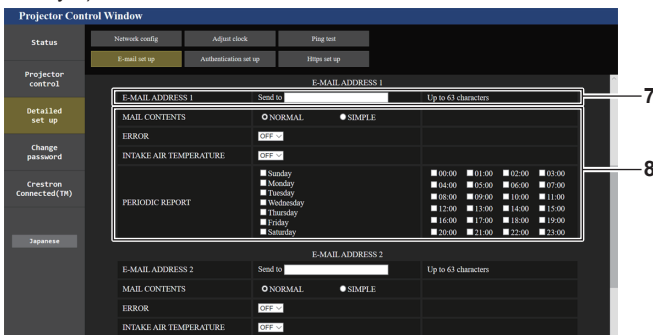 Projector Control Window
Status
Network config Adjust clock Ping test
E-mail set up Authentication set up Https set up
Projector
control
Detailed
set up
Change
password
Crestron
Connected(TM)
Japanese
E-MAIL ADDRESS 1
E-MAIL ADDRESS 1 Send to Up to 63 characters 7
MAIL CONTENTS NORMAL SIMPLE
ERROR OFF
INTAKE AIR TEMPERATURE OFF 8
PERIODIC REPORT
Sunday 00:00 01:00 02:00 03:00
Monday 04:00 05:00 06:00 07:00
Tuesday 08:00 09:00 10:00 11:00
Wednesday 12:00 13:00 14:00 15:00
Thursday 16:00 17:00 18:00 19:00
Friday 20:00 21:00 22:00 23:00
Saturday
E-MAIL ADDRESS 2
E-MAIL ADDRESS 2 Send to Up to 63 characters
MAIL CONTENTS NORMAL SIMPLE
ERROR OFF
INTAKE AIR TEMPERATURE OFF